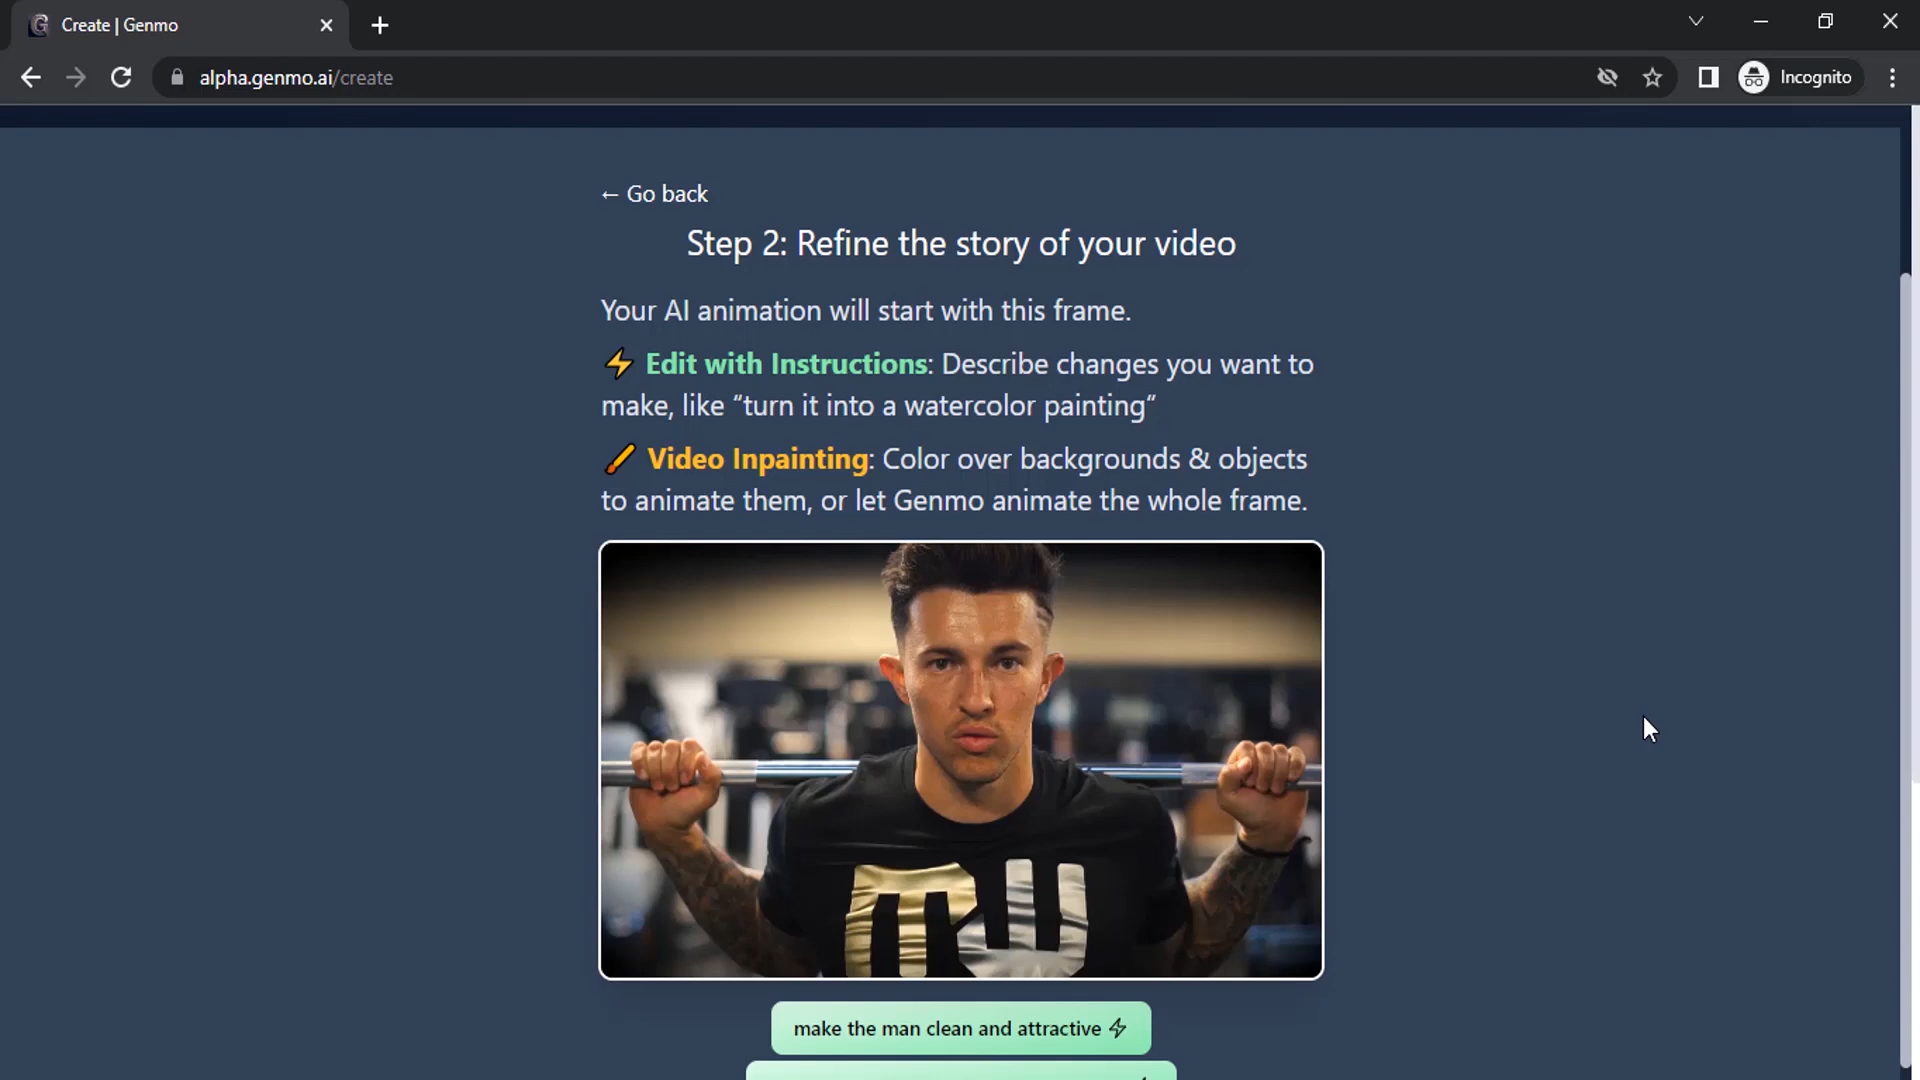 Create | Genmo
alpha.genmo.ai/create
Incognito
← Go back
Step 2: Refine the story of your video
Your AI animation will start with this frame.
⚡ Edit with Instructions: Describe changes you want to
make, like “turn it into a watercolor painting“
🖌️ Video Inpainting: Color over backgrounds & objects
to animate them, or let Genmo animate the whole frame.
make the man clean and attractive